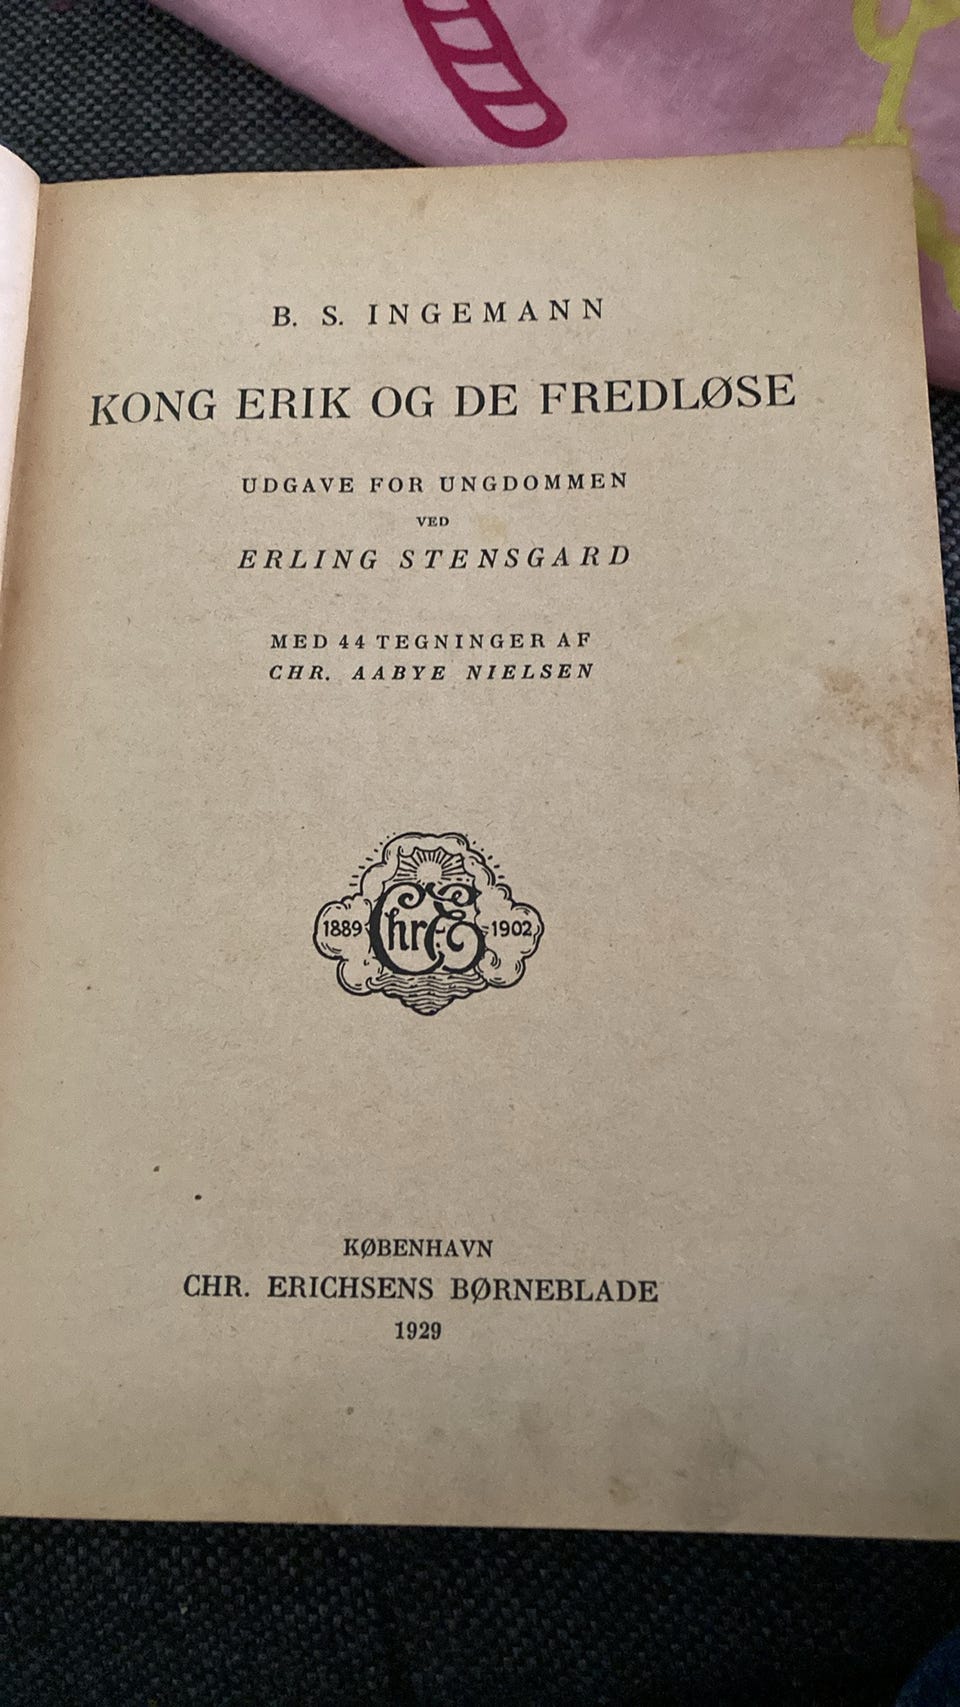 B. S. INGEMANN
KONG ERIK OG DE FREDLØSE
UDGAVE FOR UNGDOMMEN
VED
ERLING STENSGARD
MED 44 TEGNINGER AF
CHR. AABYE NIELSEN
1889 Chr. E 1902
KØBENHAVN
CHR. ERICHSENS BØRNEBLADE
1929